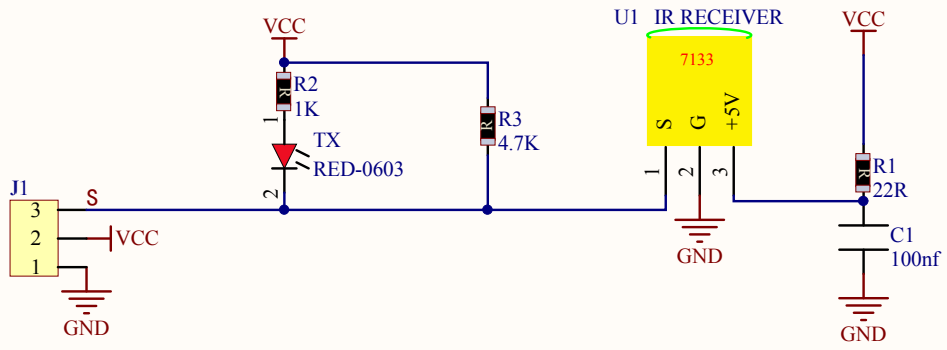 U1 IR RECEIVER
VCC
VCC
7133
R
R2
1K
1
TX
RED-0603
2
R
R3
4.7K
S
G
+5V
1
2
3
R
R1
22R
J1
3
S
2
VCC
1
GND
GND
C1
100nf
GND